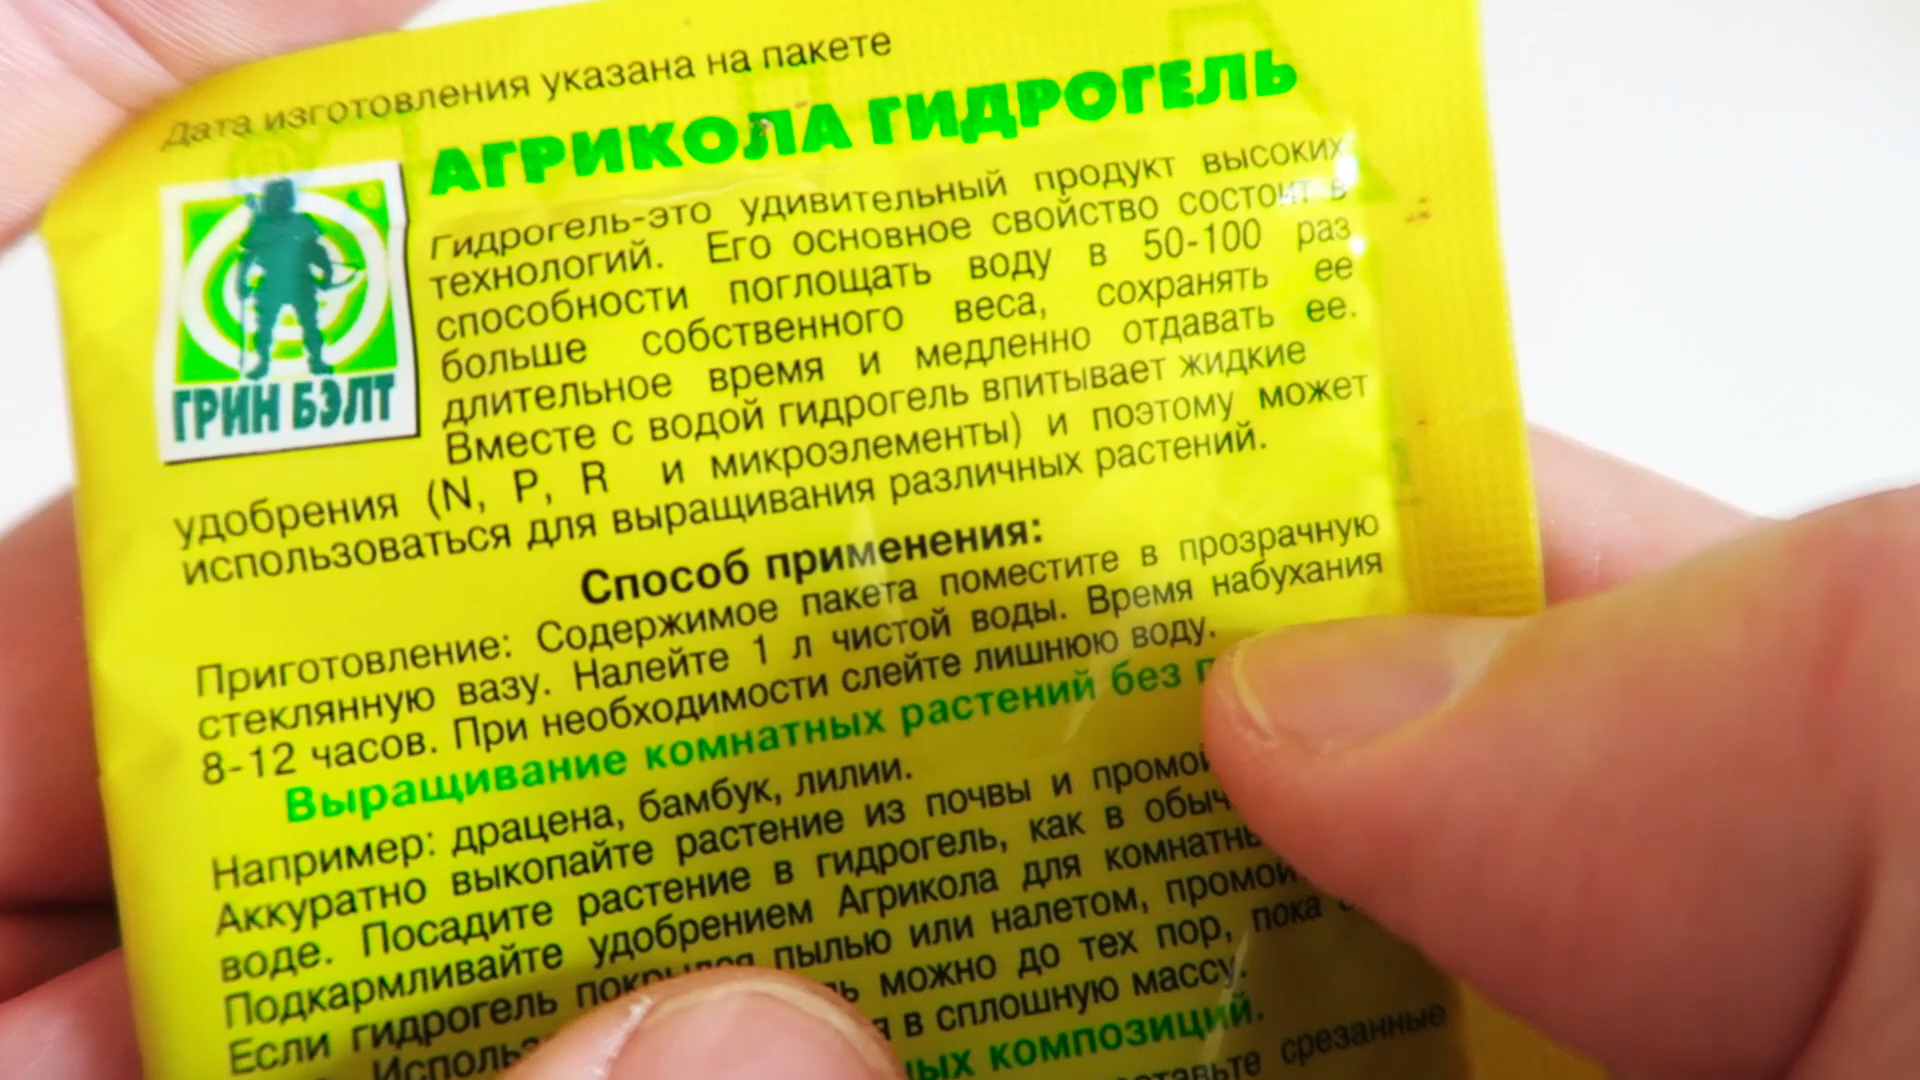 Дата изготовления указана на пакете
АГРИКОЛА ГИДРОГЕЛЬ
ГРИН БЭЛТ
Гидрогель-это удивительный продукт высоких
технологий. Его основное свойство состоит в
способности поглощать воду в 50-100 раз
больше собственного веса, сохранять ее
длительное время и медленно отдавать ее.
Вместе с водой гидрогель впитывает жидкие
удобрения (N, P, R и микроэлементы) и поэтому может
использоваться для выращивания различных растений.
Способ применения:
Приготовление: Содержимое пакета поместите в прозрачную
стеклянную вазу. Налейте 1 л чистой воды. Время набухания
8-12 часов. При необходимости слейте лишнюю воду.
Выращивание комнатных растений без
Например: драцена, бамбук, лилии.
Аккуратно выкопайте растение из почвы и
воде. Посадите растение в гидрогель, как в
Подкармливайте удобрением Агрикола для
Если гидрогель пылью или налетом,
можно до тех пор, пока
в сплошную массу.
композиций.
срезанные